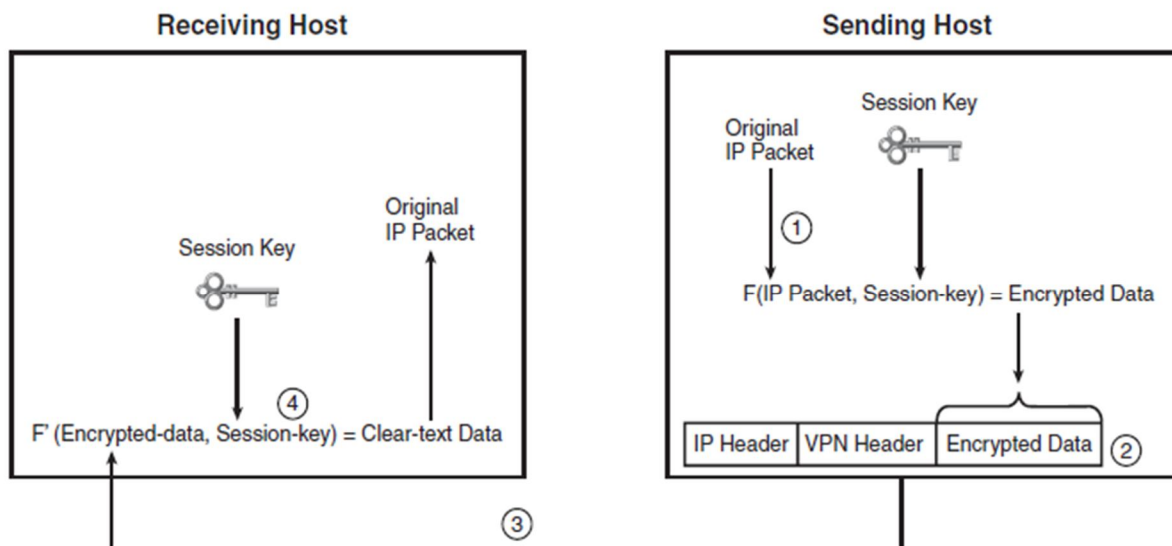 Receiving Host
Session Key
Original
IP Packet
4
F' (Encrypted-data, Session-key) = Clear-text Data
3
Sending Host
Session Key
Original
IP Packet
1
F(IP Packet, Session-key) = Encrypted Data
IP Header VPN Header Encrypted Data 2